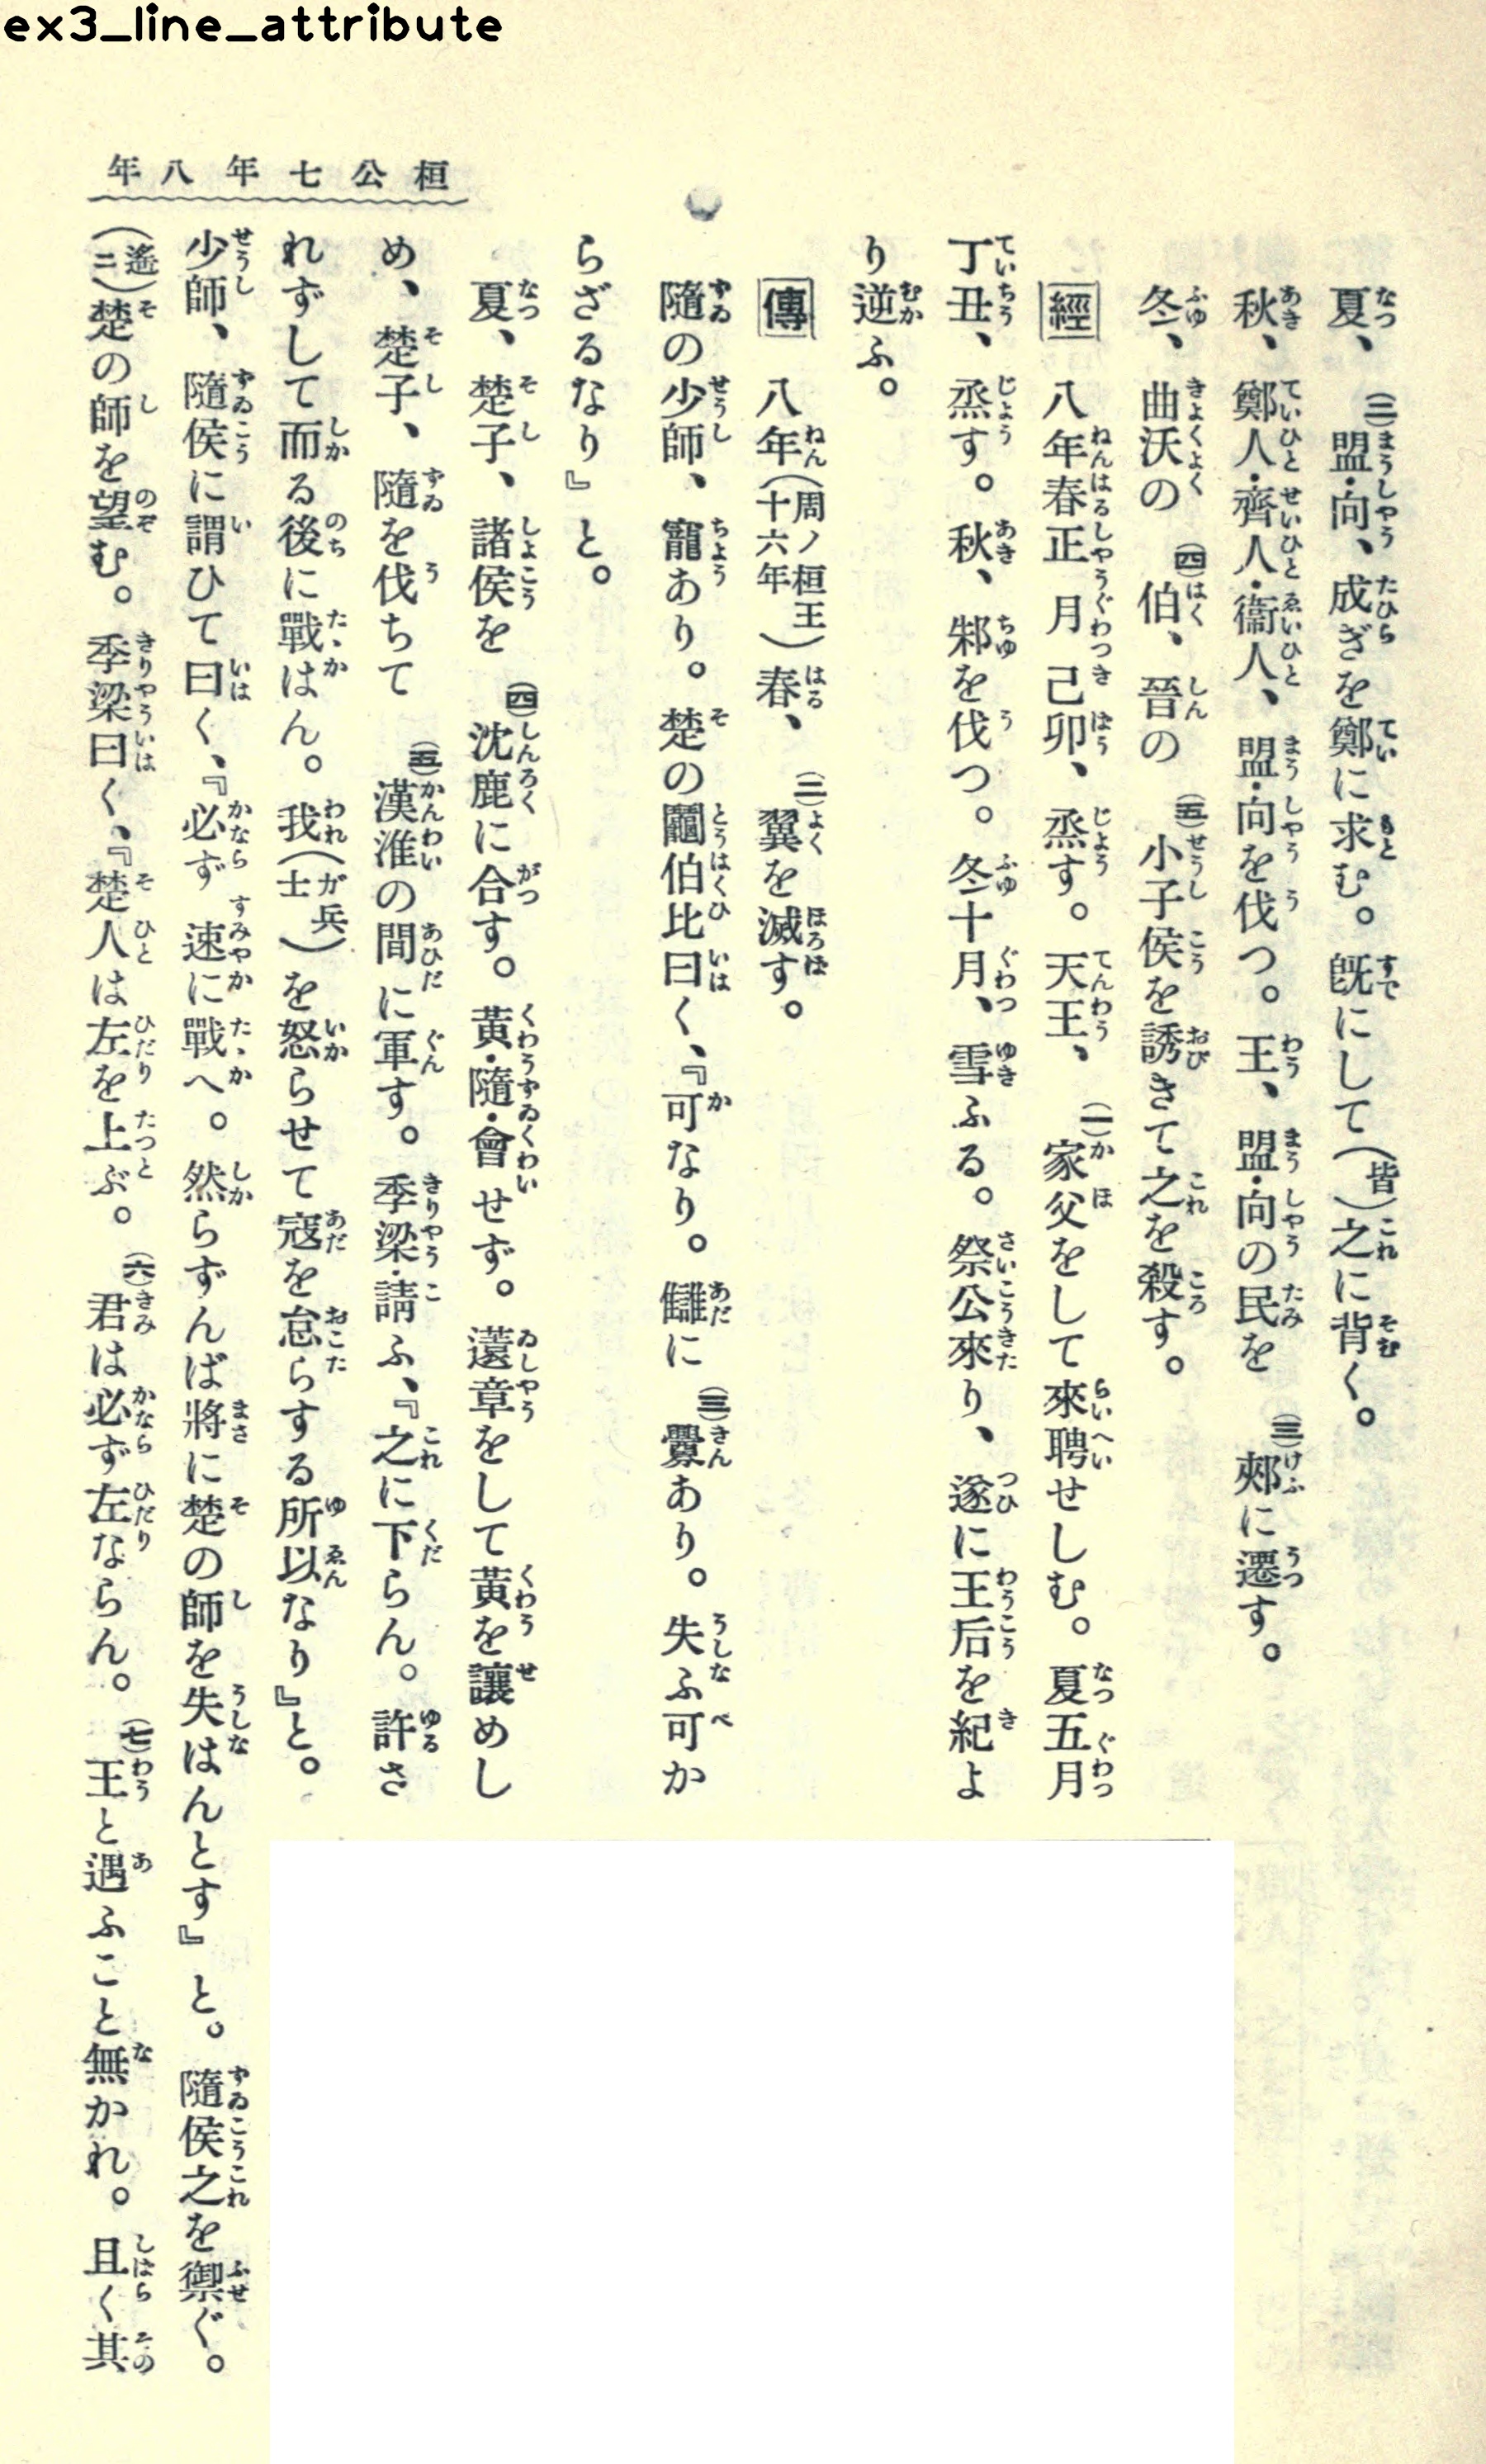 ex3_line_attribute
桓公七年八年
夏、(二)盟・向、成ぎを鄭に求む。既にして(皆)之に背く。
秋、鄭人・齊人・衞人、盟・向を伐つ。王、盟・向の民を(三)郟に遷す。
冬、曲沃の(四)伯、晉の(五)小子侯を誘きて之を殺す。
經 八年春正月己卯、烝す。天王、(一)家父をして來聘せしむ。夏五月
丁丑、烝す。秋、邾を伐つ。冬十月、雪ふる。祭公來り、遂に王后を紀よ
り逆ふ。
傳 八年(周ノ桓王十六年)春、(二)翼を滅す。
隨の少師、寵あり。楚の鬭伯比曰く、『可なり。讎に(三)釁あり。失ふ可か
らざるなり』と。
夏、楚子、諸侯を(四)沈鹿に合す。黃・隨・會せず。薳章をして黃を讓めし
め、楚子、隨を伐ちて(五)漢淮の間に軍す。季梁・請ふ、『之に下らん。許さ
れずして而る後に戰はん。我(ガ兵士)を怒らせて寇を怠らする所以なり』と。
少師、隨侯に謂ひて曰く、『必ず速に戰へ。然らずんば將に楚の師を失はんとす』と。隨侯之を禦ぐ。
(遙ニ)楚の師を望む。季梁曰く、『楚人は左を上ぶ。(六)君は必ず左ならん。(七)王と遇ふこと無かれ。且く其